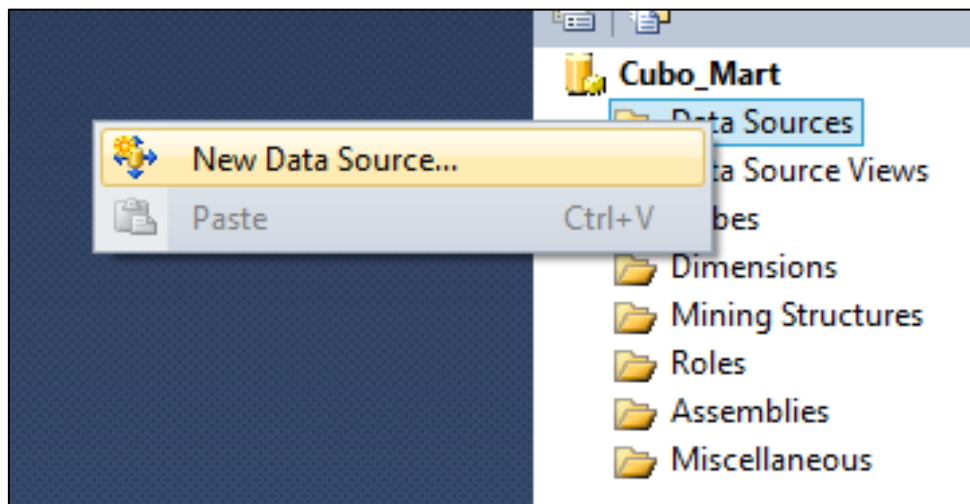 Cubo_Mart
Data Sources
New Data Source...
ta Source Views
Paste Ctrl+V
bes
Dimensions
Mining Structures
Roles
Assemblies
Miscellaneous